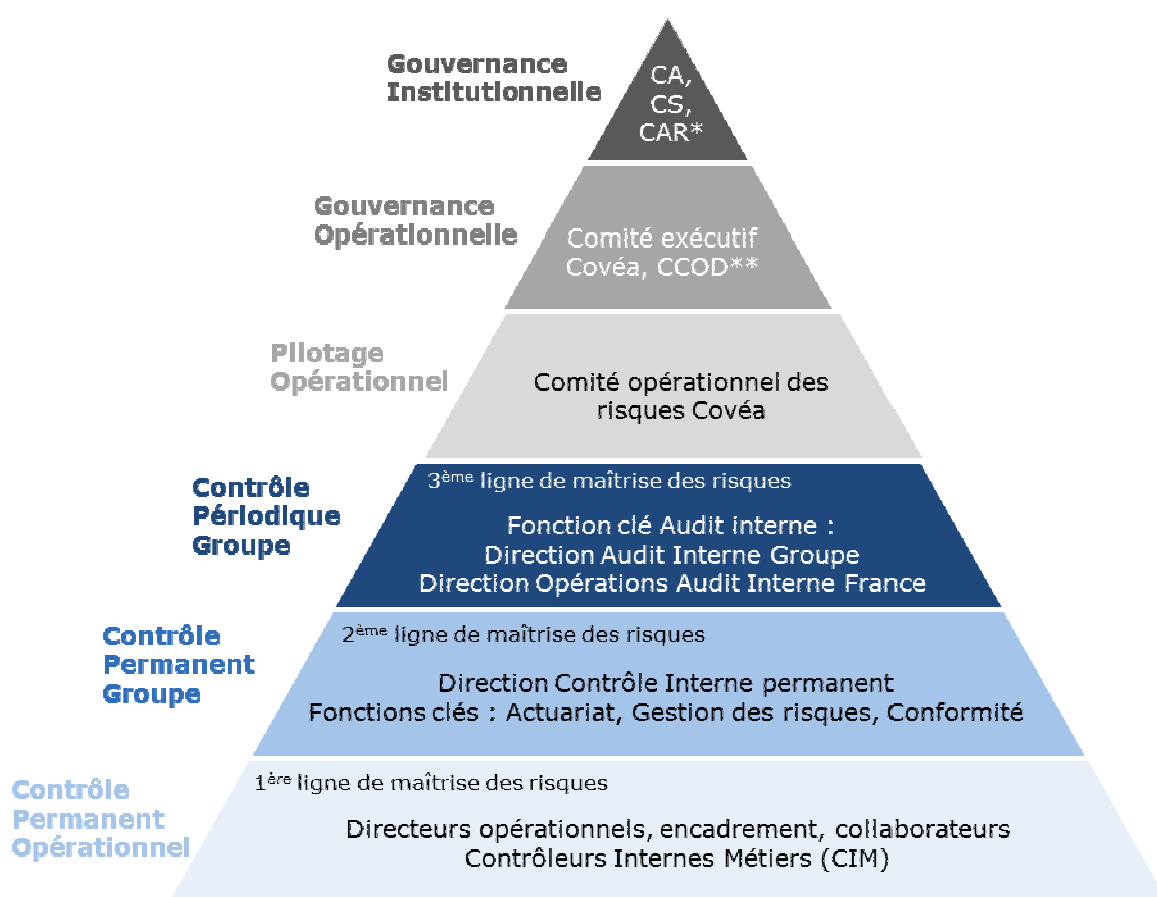 Gouvernance
Institutionnelle
CA,
CS,
CAR*
Gouvernance
Opérationnelle
Comité exécutif
Covéa, CCOD**
Pilotage
Opérationnel
Comité opérationnel des
risques Covéa
Contrôle
Périodique
Groupe
3ème ligne de maîtrise des risques
Fonction clé Audit interne :
Direction Audit Interne Groupe
Direction Opérations Audit Interne France
Contrôle
Permanent
Groupe
2ème ligne de maîtrise des risques
Direction Contrôle Interne permanent
Fonctions clés : Actuariat, Gestion des risques, Conformité
Contrôle
Permanent
Opérationnel
1ère ligne de maîtrise des risques
Directeurs opérationnels, encadrement, collaborateurs
Contrôleurs Internes Métiers (CIM)